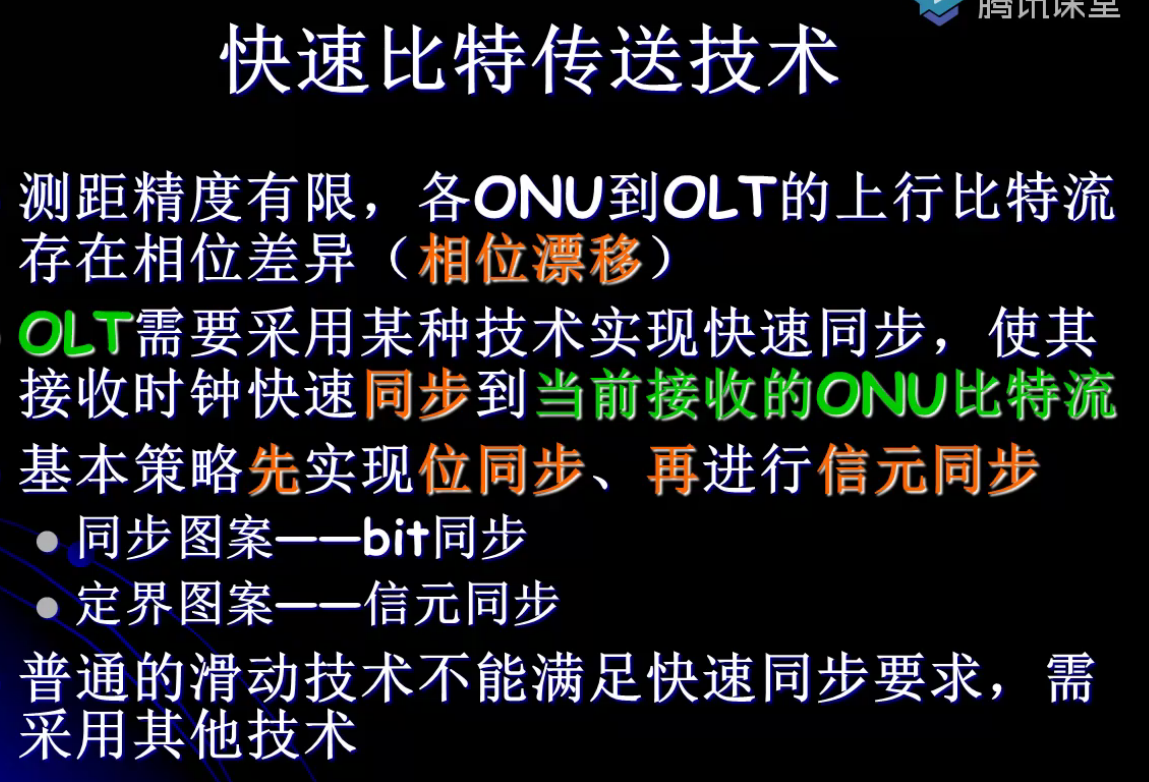 腾讯课堂
快速比特传送技术
测距精度有限，各ONU到OLT的上行比特流
存在相位差异（相位漂移）
OLT需要采用某种技术实现快速同步，使其
接收时钟快速同步到当前接收的ONU比特流
基本策略先实现位同步、再进行信元同步
同步图案——bit同步
定界图案——信元同步
普通的滑动技术不能满足快速同步要求，需
采用其他技术